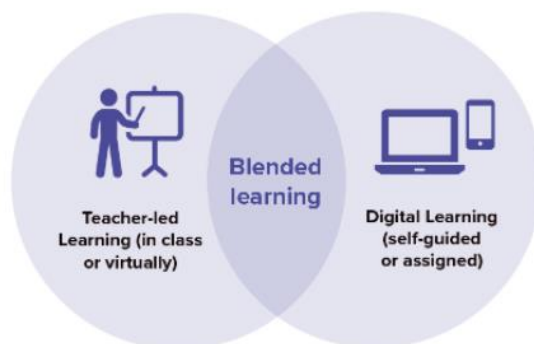 Teacher-led
Learning (in class
or virtually)
Blended
learning
Digital Learning
(self-guided
or assigned)